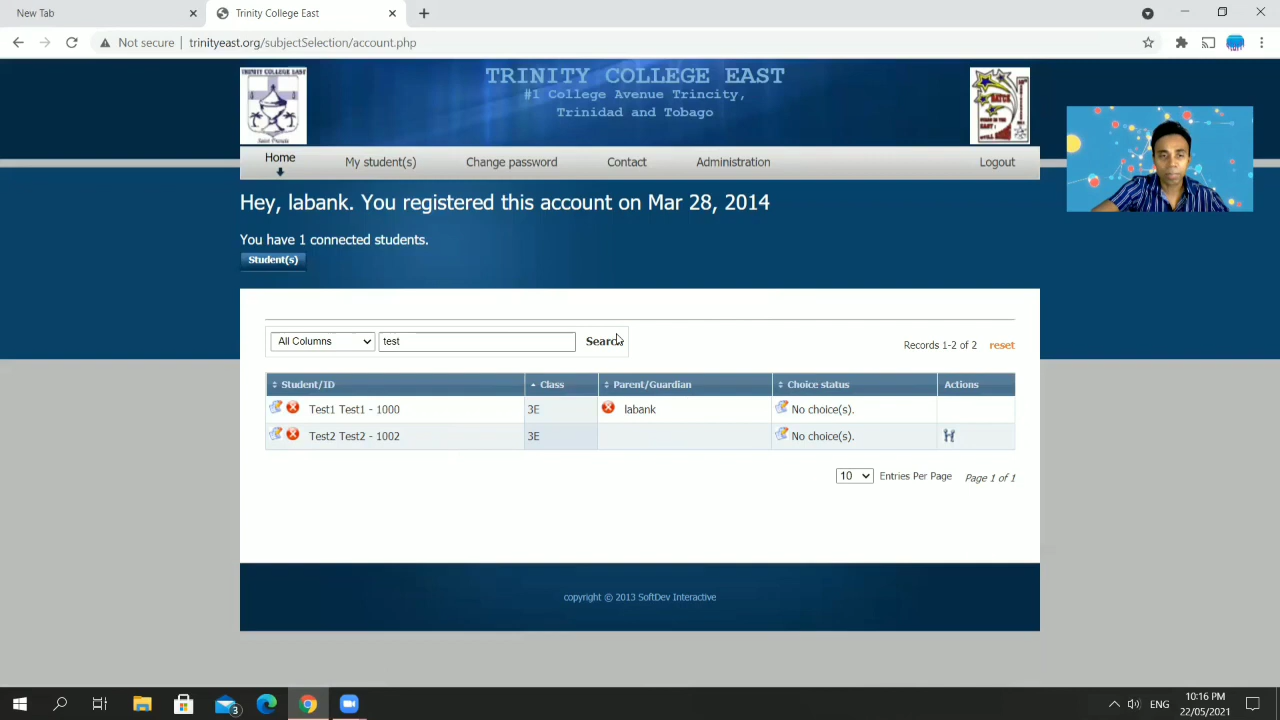 New Tab
Trinity College East
Not secure
trinityeast.org/subjectSelection/account.php
TRINITY COLLEGE EAST
TRINITY COLLEGE EAST
#1 College Avenue Trincity,
Trinidad and Tobago
Home
My student(s)
Change password
Contact
Administration
Logout
Hey, labank. You registered this account on Mar 28, 2014
You have 1 connected students.
Student(s)
All Columns
test
Search
Records 1-2 of 2
reset
Student/ID
Class
Parent/Guardian
Choice status
Actions
Test1 Test1 - 1000
3E
labank
No choice(s).
Test2 Test2 - 1002
3E
No choice(s).
10
Entries Per Page
Page 1 of 1
copyright © 2013 SoftDev Interactive
3
ENG
10:16 PM
22/05/2021